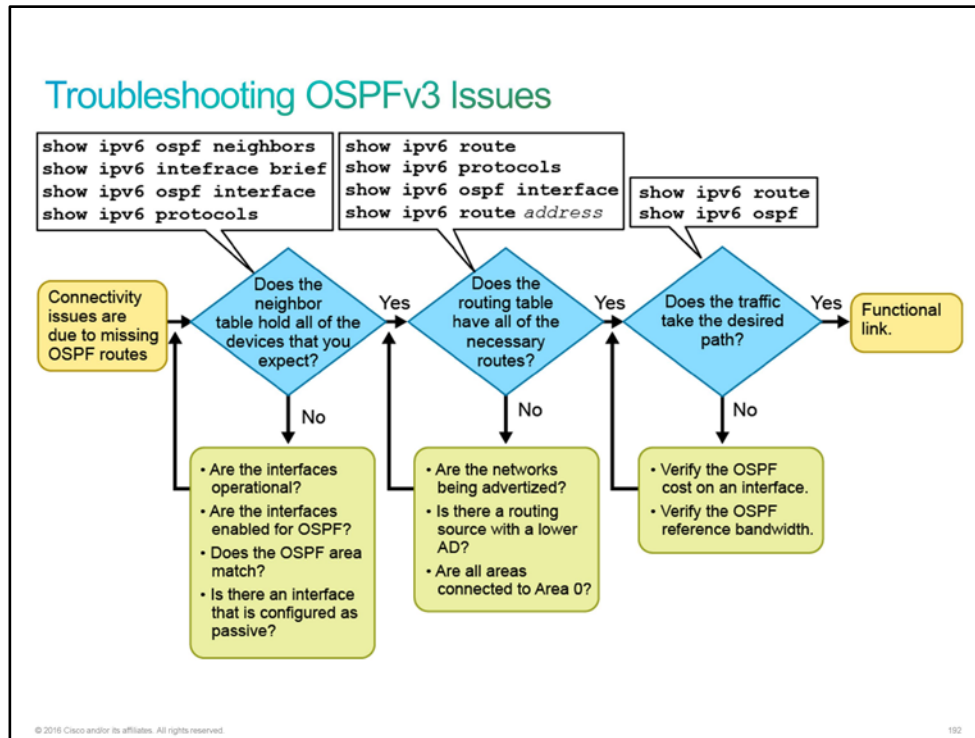 Troubleshooting OSPFv3 Issues
show ipv6 ospf neighbors
show ipv6 intefrace brief
show ipv6 ospf interface
show ipv6 protocols
show ipv6 route
show ipv6 protocols
show ipv6 ospf interface
show ipv6 route address
show ipv6 route
show ipv6 ospf
Connectivity
issues are
due to missing
OSPF routes
Does the
neighbor
table hold all of the
devices that you
expect?
Yes
Does the
routing table
have all of the
necessary
routes?
Yes
Does the traffic
take the desired
path?
Yes
Functional
link.
No
No
No
• Are the interfaces
operational?
• Are the interfaces
enabled for OSPF?
• Does the OSPF area
match?
• Is there an interface
that is configured as
passive?
• Are the networks
being advertized?
• Is there a routing
source with a lower
AD?
• Are all areas
connected to Area 0?
• Verify the OSPF
cost on an interface.
• Verify the OSPF
reference bandwidth.
© 2016 Cisco and/or its affiliates. All rights reserved.
192